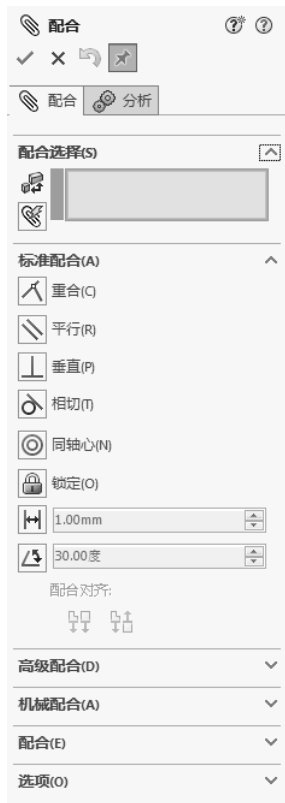 配合
配合 分析
配合选择(S)
标准配合(A)
重合(C)
平行(R)
垂直(P)
相切(T)
同轴心(N)
锁定(O)
1.00mm
30.00度
配合对齐:
高级配合(D)
机械配合(A)
配合(E)
选项(O)